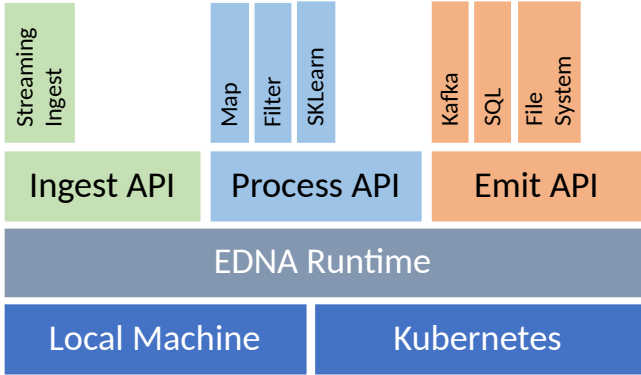 Streaming
Ingest
Map
Filter
SKLearn
Kafka
SQL
File
System
Ingest API
Process API
Emit API
EDNA Runtime
Local Machine
Kubernetes